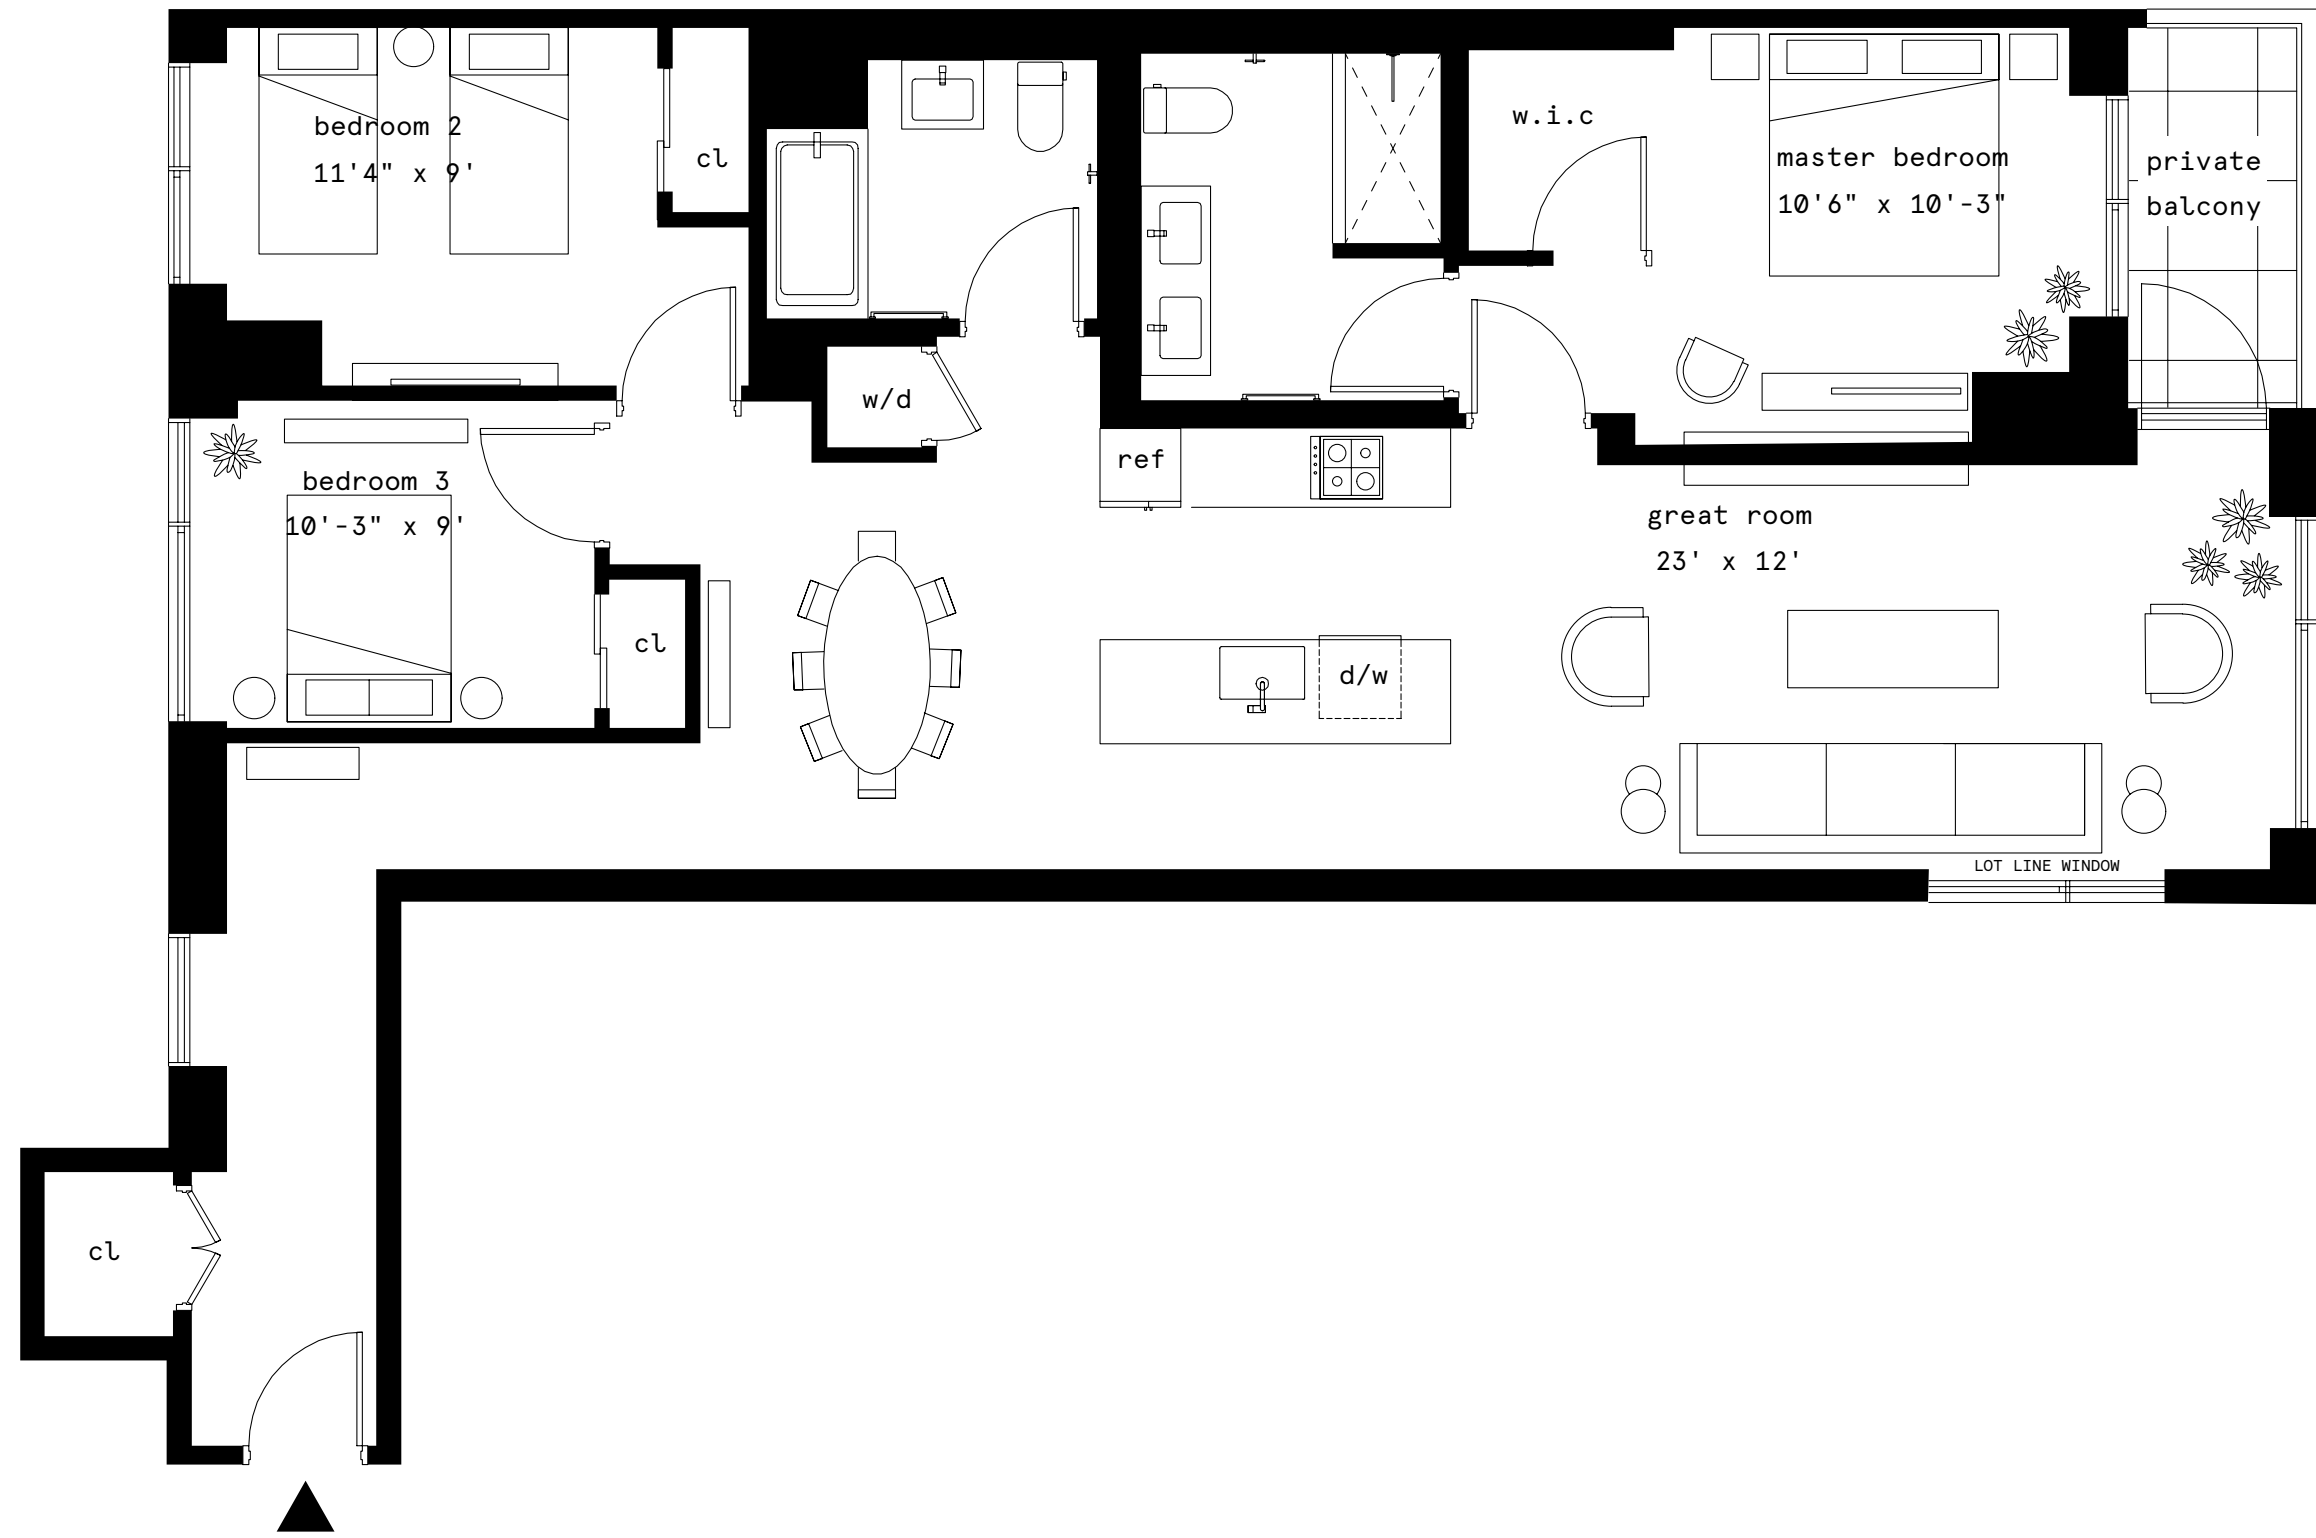 bedroom 2
11'4" x 9'
cl
w.i.c
master bedroom
10'6" x 10'-3"
private
balcony
w/d
bedroom 3
10'-3" x 9'
cl
ref
great room
23' x 12'
d/w
LOT LINE WINDOW
cl